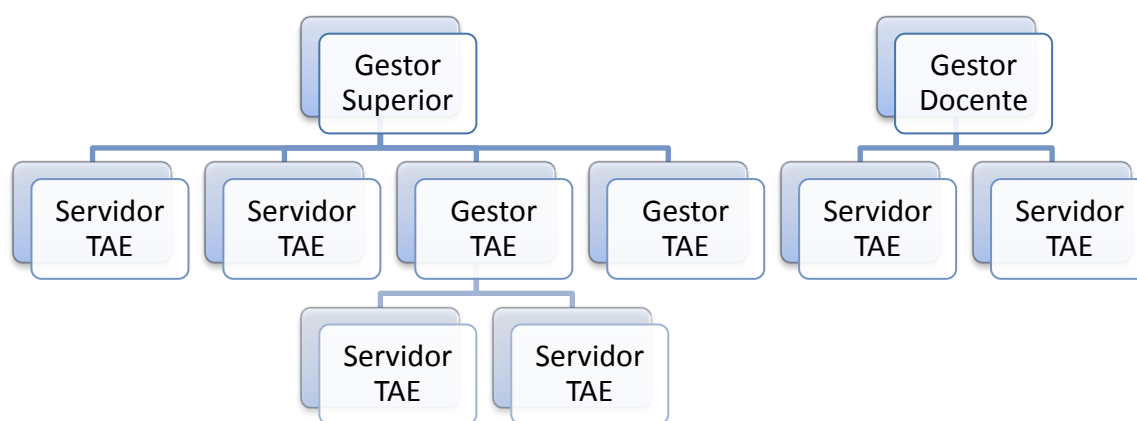 Gestor
Superior
Gestor
Docente
Servidor
TAE
Servidor
TAE
Gestor
TAE
Gestor
TAE
Servidor
TAE
Servidor
TAE
Servidor
TAE
Servidor
TAE